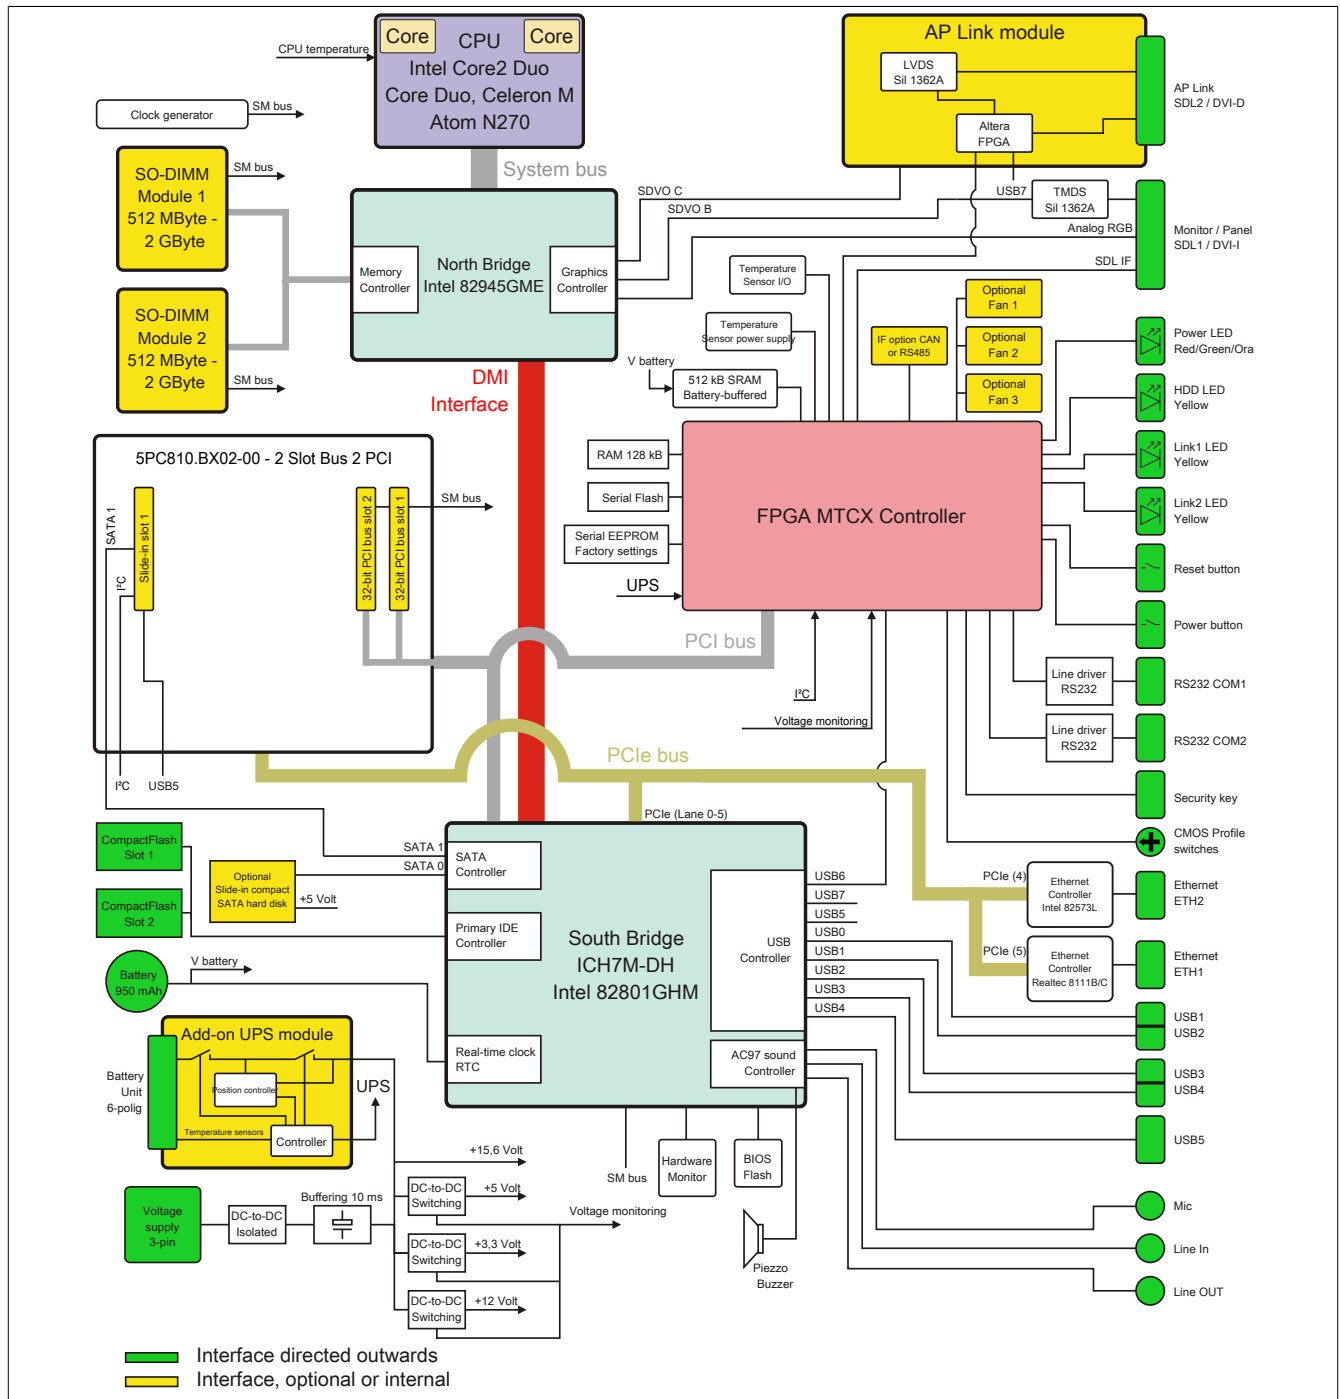 Core
Core
CPU
Intel Core2 Duo
Core Duo, Celeron M
Atom N270
CPU temperature
Clock generator
SM bus
SO-DIMM
Module 1
512 MByte -
2 GByte
SM bus
SO-DIMM
Module 2
512 MByte -
2 GByte
SM bus
System bus
Memory
Controller
North Bridge
Intel 82945GME
Graphics
Controller
DMI
Interface
AP Link module
LVDS
Sil 1362A
Altera
FPGA
AP Link
SDL2 / DVI-D
SDVO C
SDVO B
USB7
TMDS
Sil 1362A
Analog RGB
SDL IF
Monitor / Panel
SDL1 / DVI-I
Temperature
Sensor I/O
Temperature
Sensor power supply
V battery
512 kB SRAM
Battery-buffered
IF option CAN
or RS485
Optional
Fan 1
Optional
Fan 2
Optional
Fan 3
Power LED
Red/Green/Ora
HDD LED
Yellow
Link1 LED
Yellow
Link2 LED
Yellow
Reset button
Power button
RAM 128 kB
Serial Flash
Serial EEPROM
Factory settings
UPS
FPGA MTCX Controller
5PC810.BX02-00 - 2 Slot Bus 2 PCI
SATA 1
I²C
Slide-in slot 1
32-bit PCI bus slot 2
32-bit PCI bus slot 1
SM bus
I²C
USB5
PCI bus
I²C
Voltage monitoring
Line driver
RS232
RS232 COM1
Line driver
RS232
RS232 COM2
Security key
CMOS Profile
switches
PCIe bus
PCIe (Lane 0-5)
PCIe (4)
Ethernet
Controller
Intel 82573L
Ethernet
ETH2
PCIe (5)
Ethernet
Controller
Realtec 8111B/C
Ethernet
ETH1
CompactFlash
Slot 1
CompactFlash
Slot 2
Optional
Slide-in compact
SATA hard disk
+5 Volt
SATA 1
SATA 0
SATA
Controller
Primary IDE
Controller
Real-time clock
RTC
South Bridge
ICH7M-DH
Intel 82801GHM
USB
Controller
AC97 sound
Controller
USB6
USB7
USB5
USB0
USB1
USB2
USB3
USB4
USB1
USB2
USB3
USB4
USB5
Battery
950 mAh
V battery
Add-on UPS module
Battery
Unit
6-polig
Position controller
Temperature sensors
Controller
UPS
Voltage
supply
3-pin
DC-to-DC
Isolated
Buffering 10 ms
+15,6 Volt
DC-to-DC
Switching
+5 Volt
DC-to-DC
Switching
+3,3 Volt
DC-to-DC
Switching
+12 Volt
Voltage monitoring
SM bus
Hardware
Monitor
BIOS
Flash
Piezzo
Buzzer
Mic
Line In
Line OUT
Interface directed outwards
Interface, optional or internal